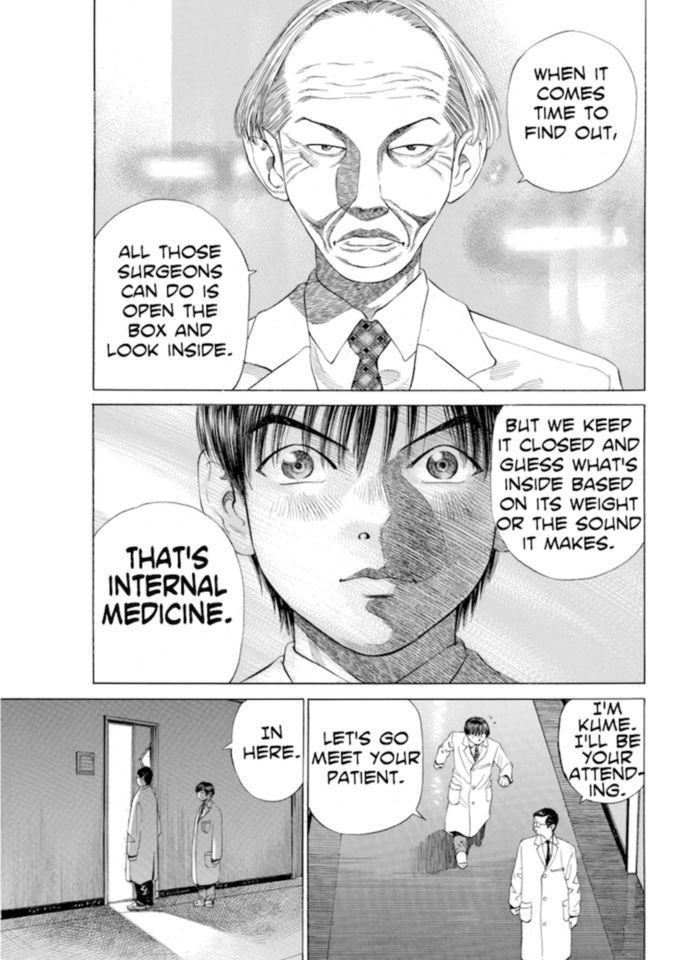 WHEN IT
COMES
TIME TO
FIND OUT,
ALL THOSE
SURGEONS
CAN DO IS
OPEN THE
BOX AND
LOOK INSIDE.
BUT WE KEEP
IT CLOSED AND
GUESS WHAT'S
INSIDE BASED
ON ITS WEIGHT
OR THE SOUND
IT MAKES.
THAT'S
INTERNAL
MEDICINE.
I'M
KUME.
I'LL BE
YOUR
ATTEND-
ING.
LET'S GO
MEET YOUR
PATIENT.
IN
HERE.